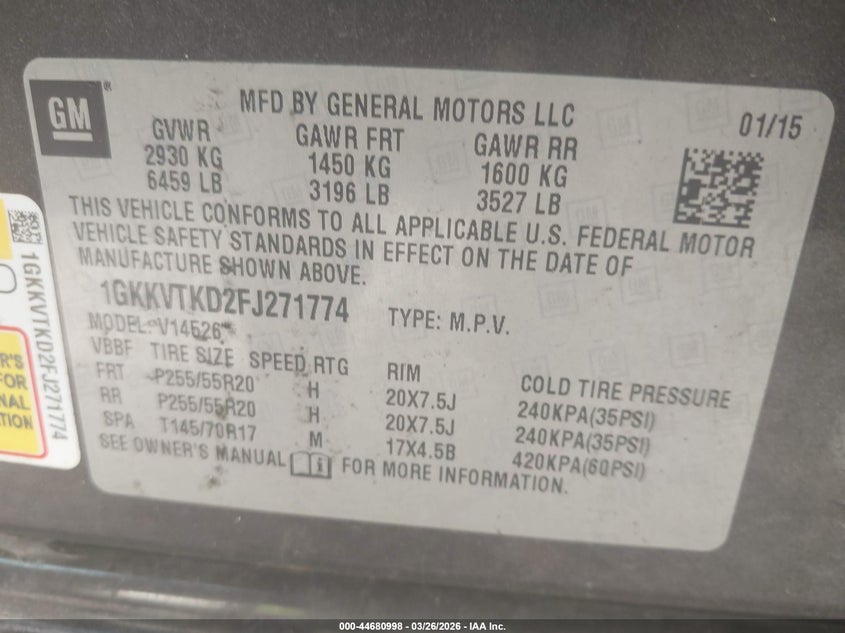 GM
®
MFD BY GENERAL MOTORS LLC
01/15
GVWR GAWR FRT GAWR RR
2930 KG 1450 KG 1600 KG
6459 LB 3196 LB 3527 LB
THIS VEHICLE CONFORMS TO ALL APPLICABLE U.S. FEDERAL MOTOR
VEHICLE SAFETY STANDARDS IN EFFECT ON THE DATE OF
MANUFACTURE SHOWN ABOVE.
1GKKVTKD2FJ271774 TYPE: M.P.V.
MODEL: V14526
VBBF TIRE SIZE SPEED RTG RIM COLD TIRE PRESSURE
FRT P255/55R20 H 20X7.5J 240KPA(35PSI)
RR P255/55R20 H 20X7.5J 240KPA(35PSI)
SPA T145/70R17 M 17X4.5B 420KPA(60PSI)
SEE OWNER'S MANUAL FOR MORE INFORMATION.
1GKKVTKD2FJ271774
R'S
FOR
NAL
TION
000-44680998 - 03/26/2026 - IAA Inc.